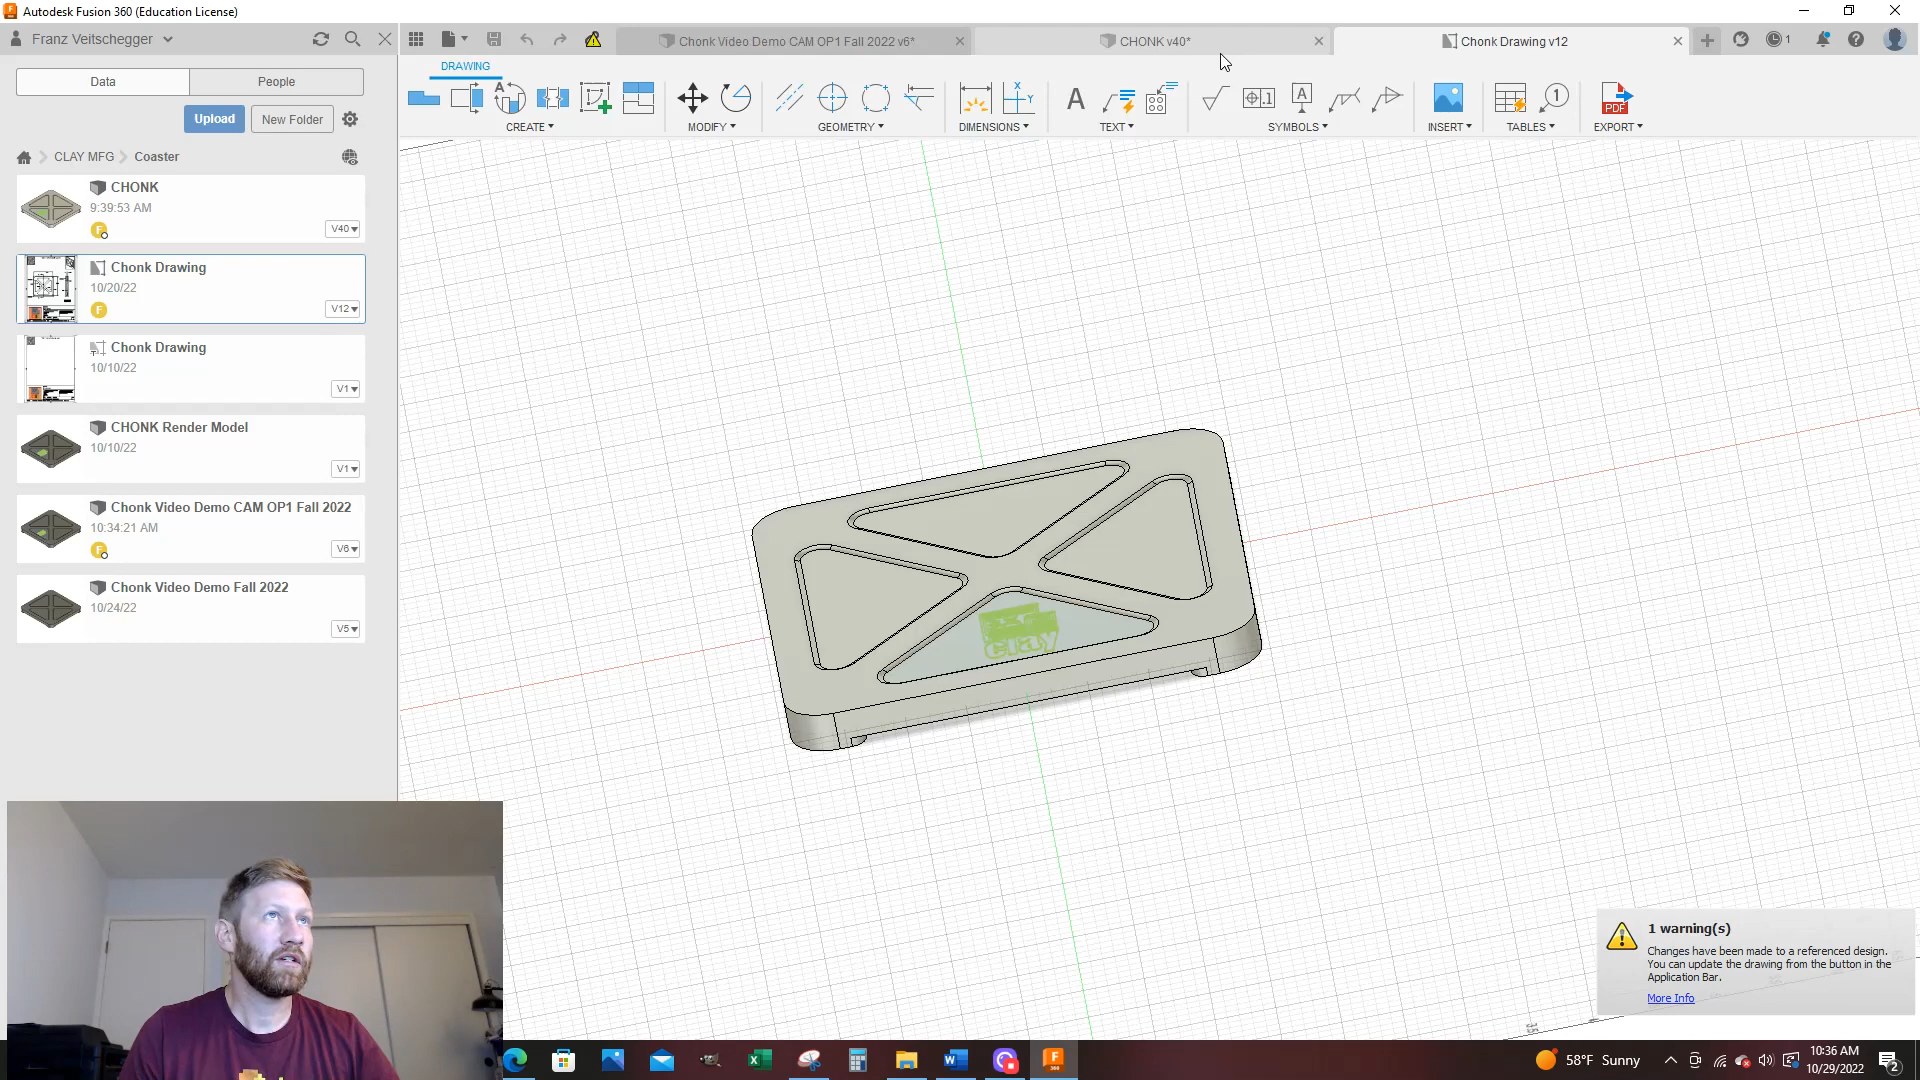 Autodesk Fusion 360 (Education License)
Franz Veitschegger
Chonk Video Demo CAM OP1 Fall 2022 v6*
CHONK v40*
Chonk Drawing v12
1
Data
People
Upload
New Folder
CLAY MFG
Coaster
DRAWING
CREATE
MODIFY
GEOMETRY
DIMENSIONS
TEXT
SYMBOLS
INSERT
TABLES
EXPORT
PDF
CHONK
9:39:53 AM
F
V40
Chonk Drawing
10/20/22
F
V12
Chonk Drawing
10/10/22
V1
CHONK Render Model
10/10/22
V1
Chonk Video Demo CAM OP1 Fall 2022
10:34:21 AM
F
V6
Chonk Video Demo Fall 2022
10/24/22
V5
Clay
1 warning(s)
Changes have been made to a referenced design.
You can update the drawing from the button in the
Application Bar.
More Info
58°F Sunny
10:36 AM
10/29/2022
2